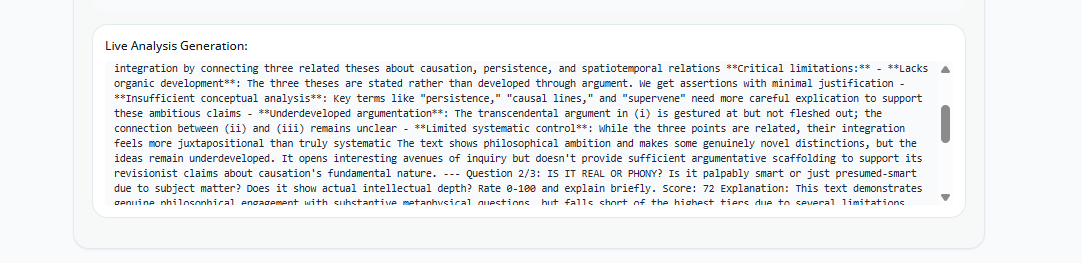 Live Analysis Generation:
integration by connecting three related theses about causation, persistence, and spatiotemporal relations **Critical limitations:** - **Lacks
organic development**: The three theses are stated rather than developed through argument. We get assertions with minimal justification -
**Insufficient conceptual analysis**: Key terms like "persistence," "causal lines," and "supervene" need more careful explication to support
these ambitious claims - **Underdeveloped argumentation**: The transcendental argument in (i) is gestured at but not fleshed out; the
connection between (ii) and (iii) remains unclear - **Limited systematic control**: While the three points are related, their integration
feels more juxtapositional than truly systematic The text shows philosophical ambition and makes some genuinely novel distinctions, but the
ideas remain underdeveloped. It opens interesting avenues of inquiry but doesn't provide sufficient argumentative scaffolding to support its
revisionist claims about causation's fundamental nature. --- Question 2/3: IS IT REAL OR PHONY? Is it palpably smart or just presumed-smart
due to subject matter? Does it show actual intellectual depth? Rate 0-100 and explain briefly. Score: 72 Explanation: This text demonstrates
genuine philosophical engagement with substantive metaphysical questions, but falls short of the highest tiers due to several limitations